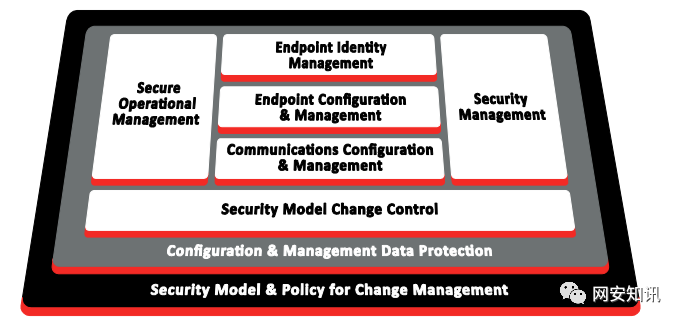 Secure
Operational
Management
Endpoint Identity
Management
Endpoint Configuration
& Management
Communications Configuration
& Management
Security
Management
Security Model Change Control
Configuration & Management Data Protection
Security Model & Policy for Change Management
网安知讯